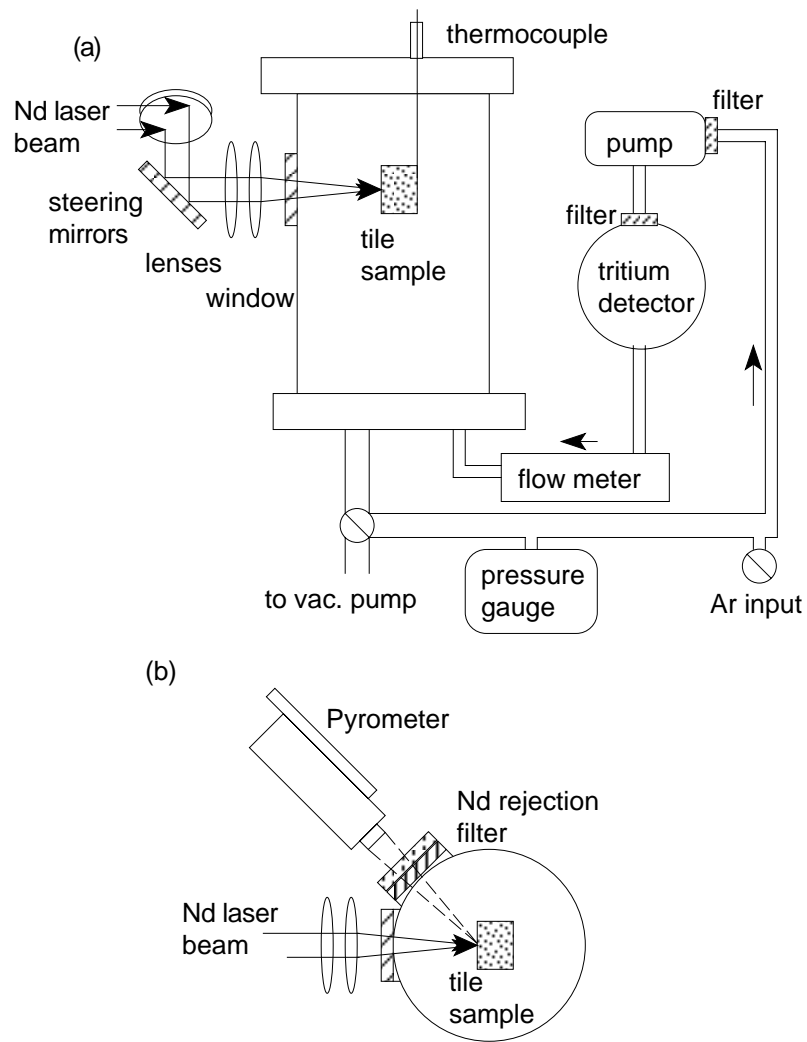 (a)
thermocouple
Nd laser
beam
filter
pump
steering
mirrors
filter
tile
sample
lenses
tritium
detector
window
flow meter
to vac. pump
pressure
gauge
Ar input
(b)
Pyrometer
Nd rejection
filter
Nd laser
beam
tile
sample